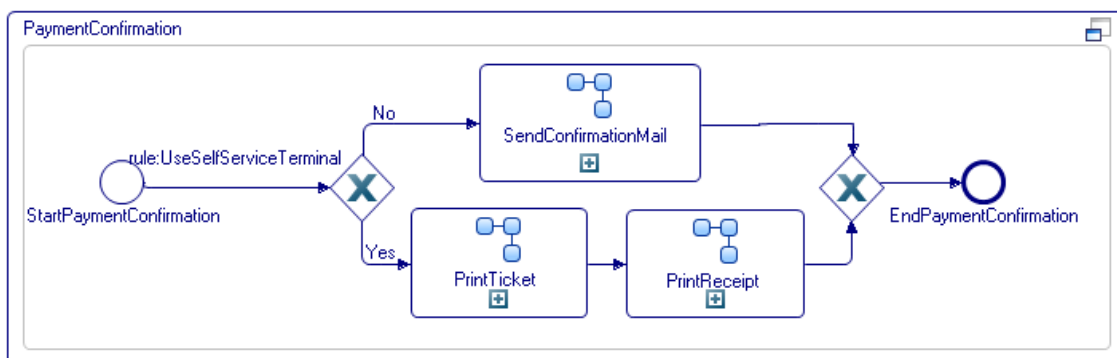 PaymentConfirmation
No
SendConfirmationMail
rule:UseSelfServiceTerminal
StartPaymentConfirmation
EndPaymentConfirmation
Yes
PrintTicket
PrintReceipt